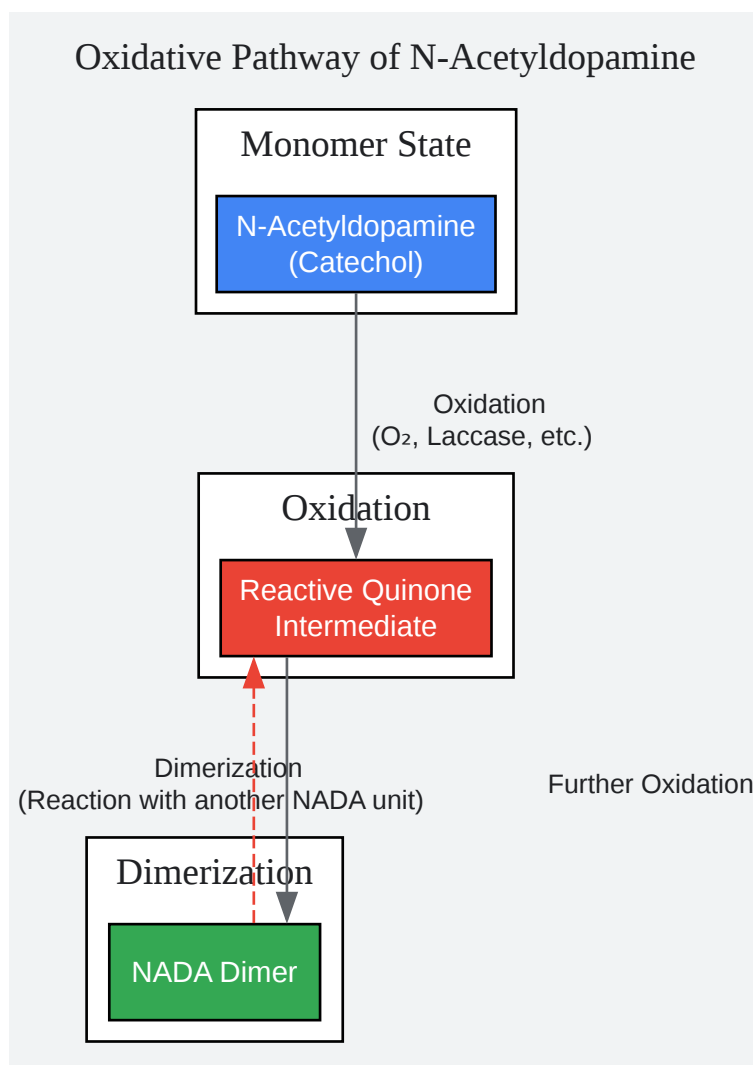 Oxidative Pathway of N-Acetyldopamine
Monomer State
N-Acetyldopamine
(Catechol)
Oxidation
(O₂, Laccase, etc.)
Oxidation
Reactive Quinone
Intermediate
Dimerization
(Reaction with another NADA unit)
Further Oxidation
Dimerization
NADA Dimer